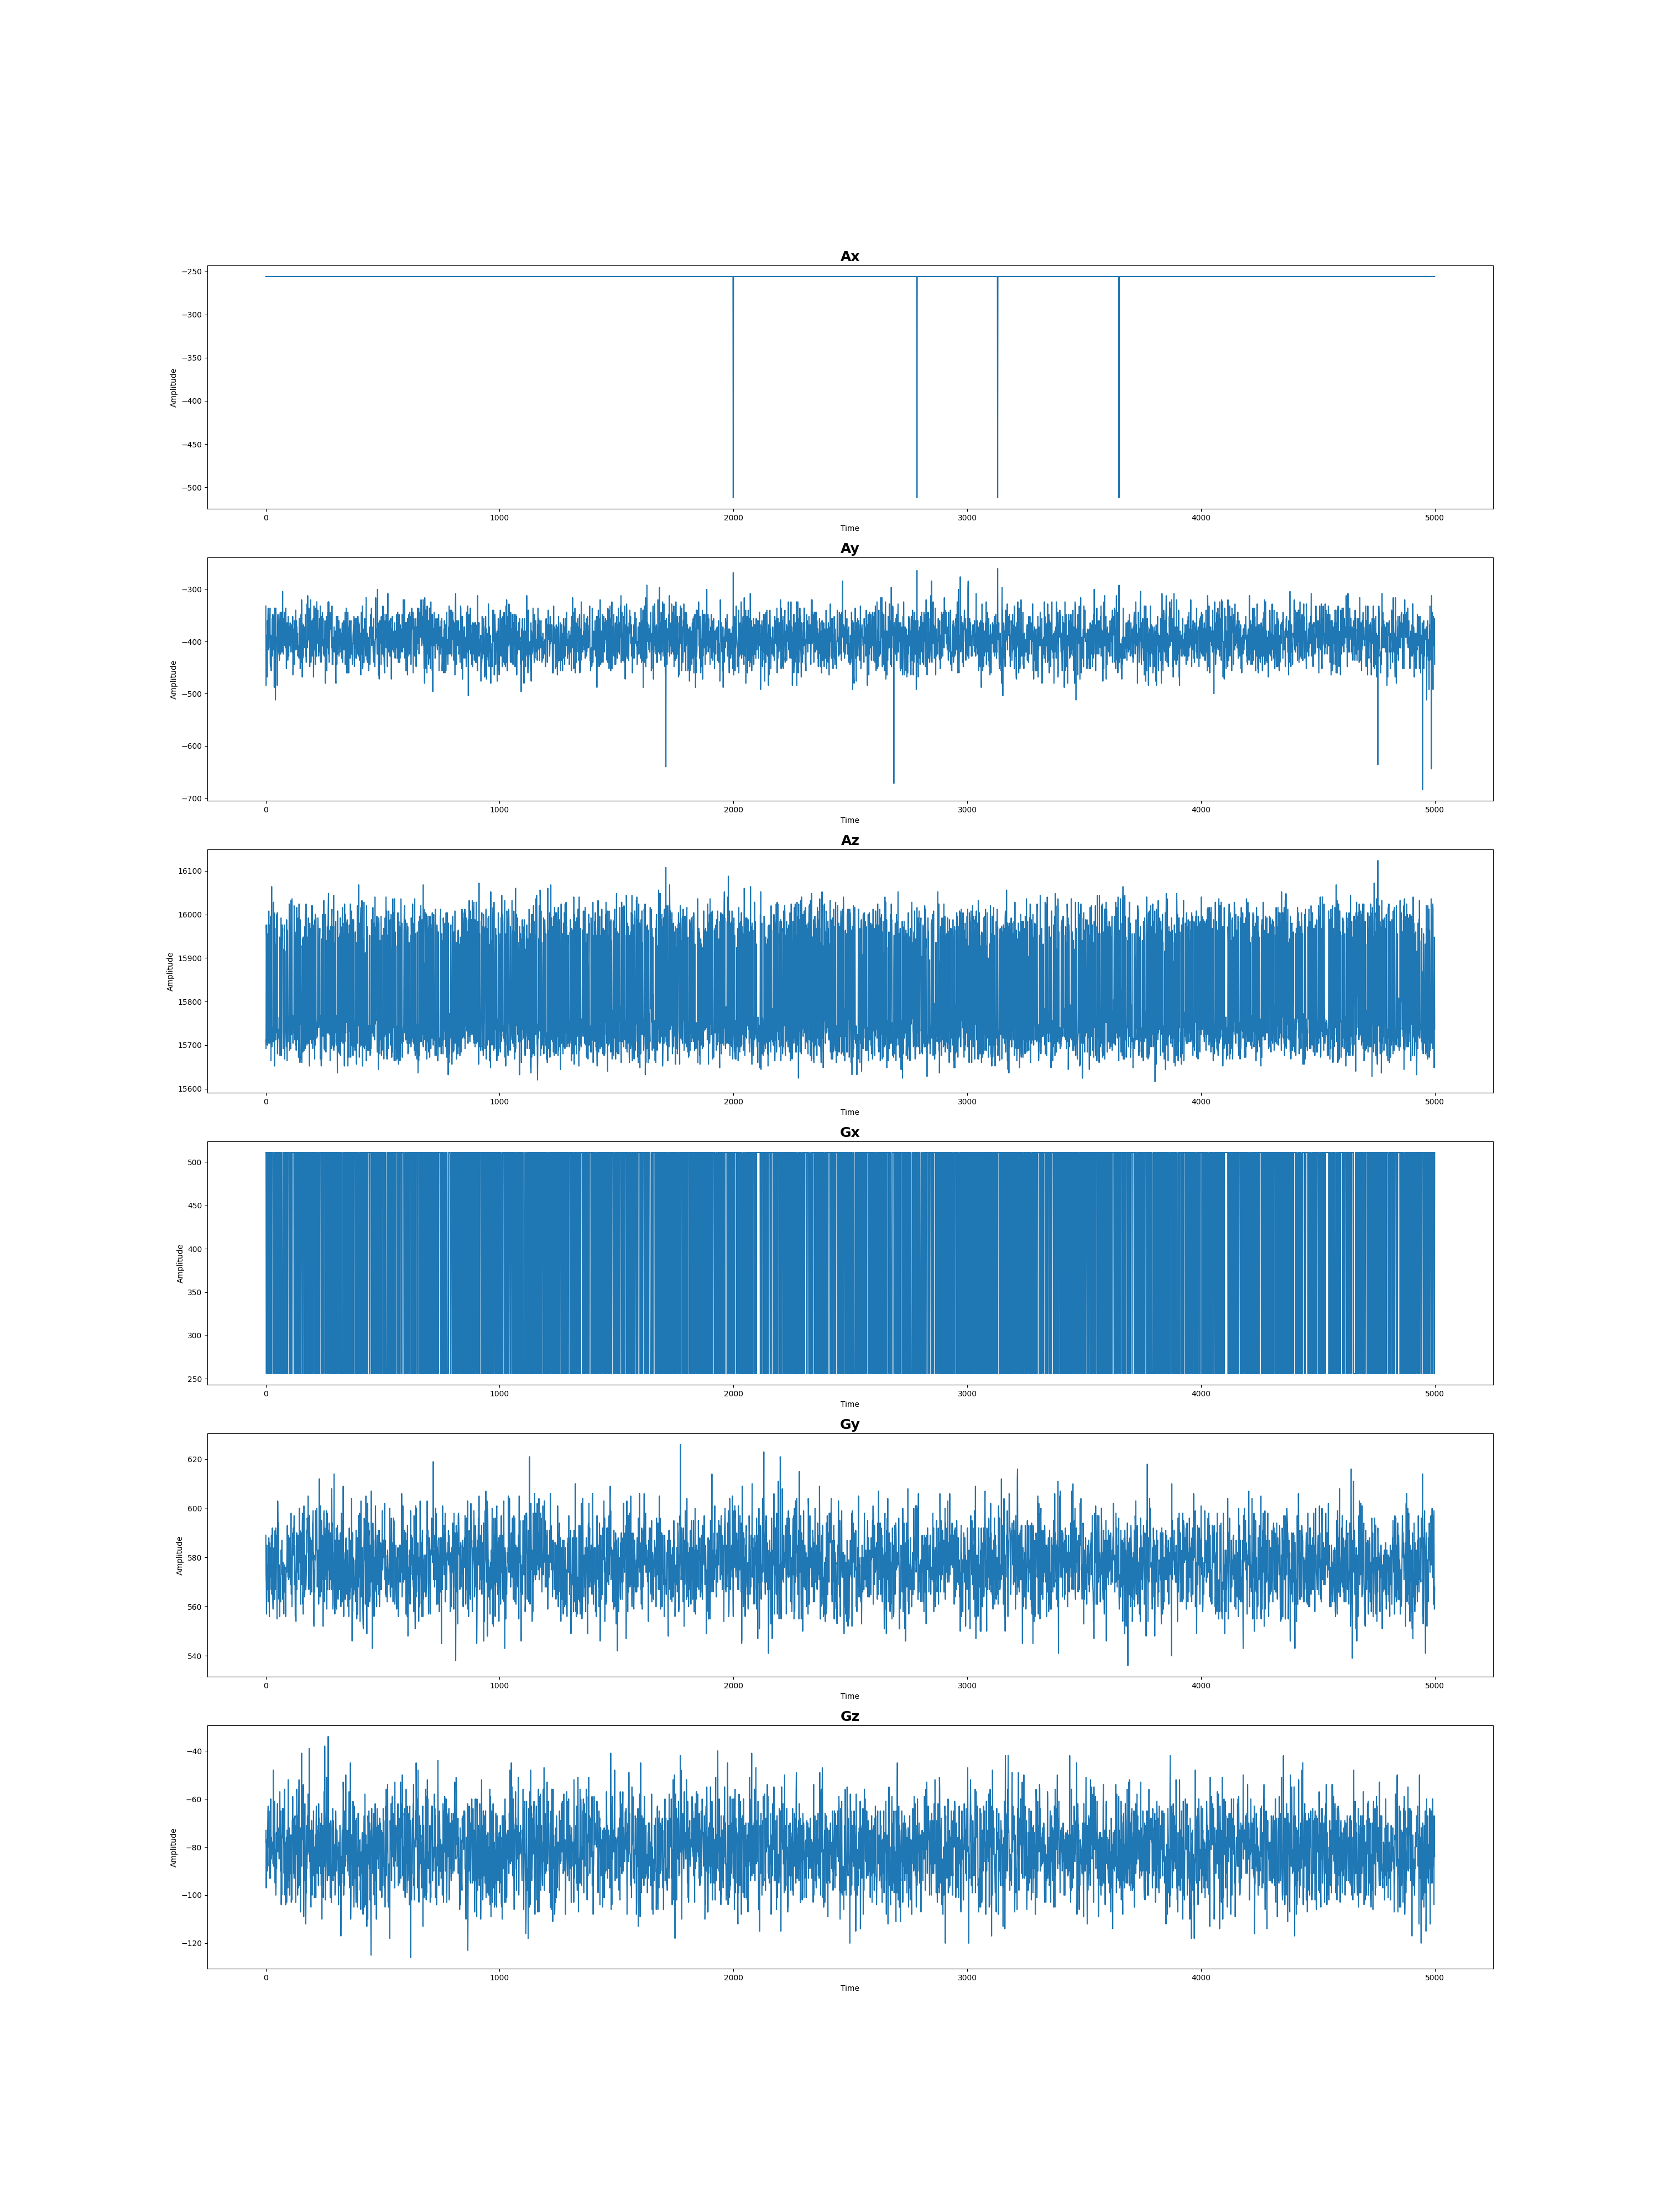 Ax
−250
−300
−350
−400
−450
−500
Amplitude
0 1000 2000 3000 4000 5000
Time
Ay
−300
−400
−500
−600
−700
Amplitude
0 1000 2000 3000 4000 5000
Time
Az
16100
16000
15900
15800
15700
15600
Amplitude
0 1000 2000 3000 4000 5000
Time
Gx
500
450
400
350
300
250
Amplitude
0 1000 2000 3000 4000 5000
Time
Gy
620
600
580
560
540
Amplitude
0 1000 2000 3000 4000 5000
Time
Gz
−40
−60
−80
−100
−120
Amplitude
0 1000 2000 3000 4000 5000
Time